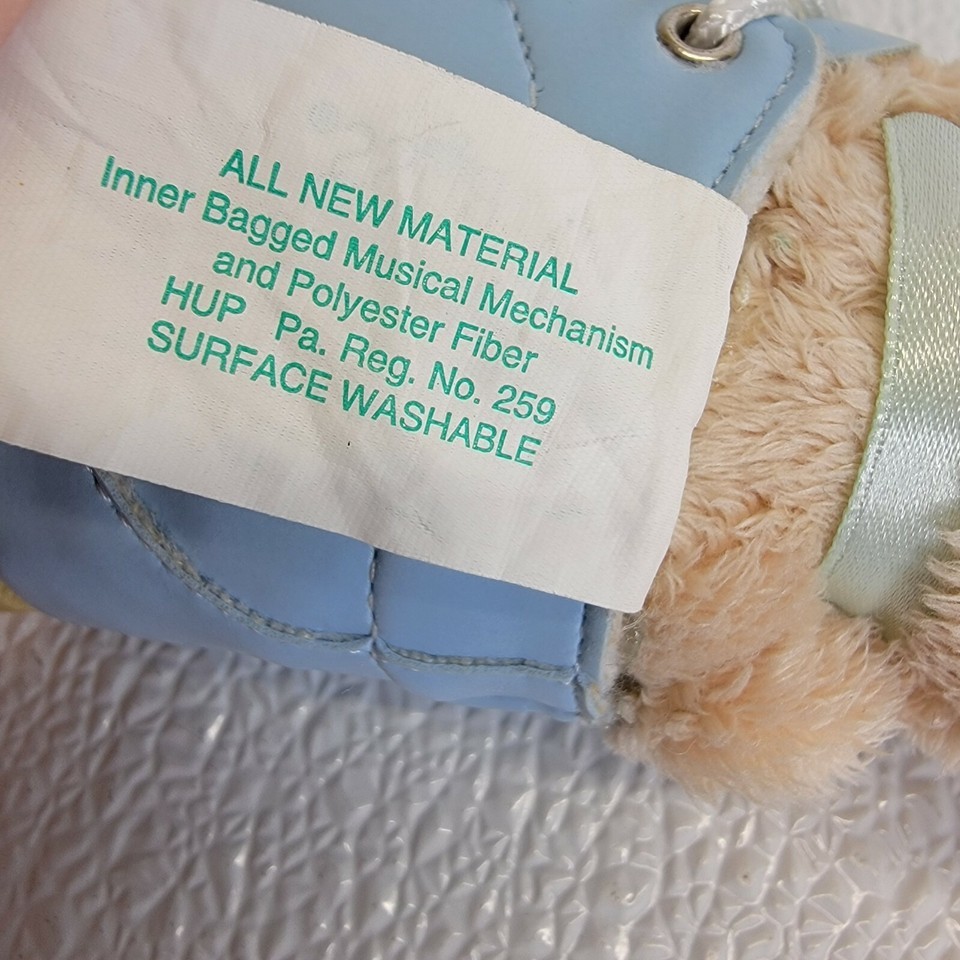 ALL NEW MATERIAL
Inner Bagged Musical Mechanism
and Polyester Fiber
HUP Pa. Reg. No. 259
SURFACE WASHABLE